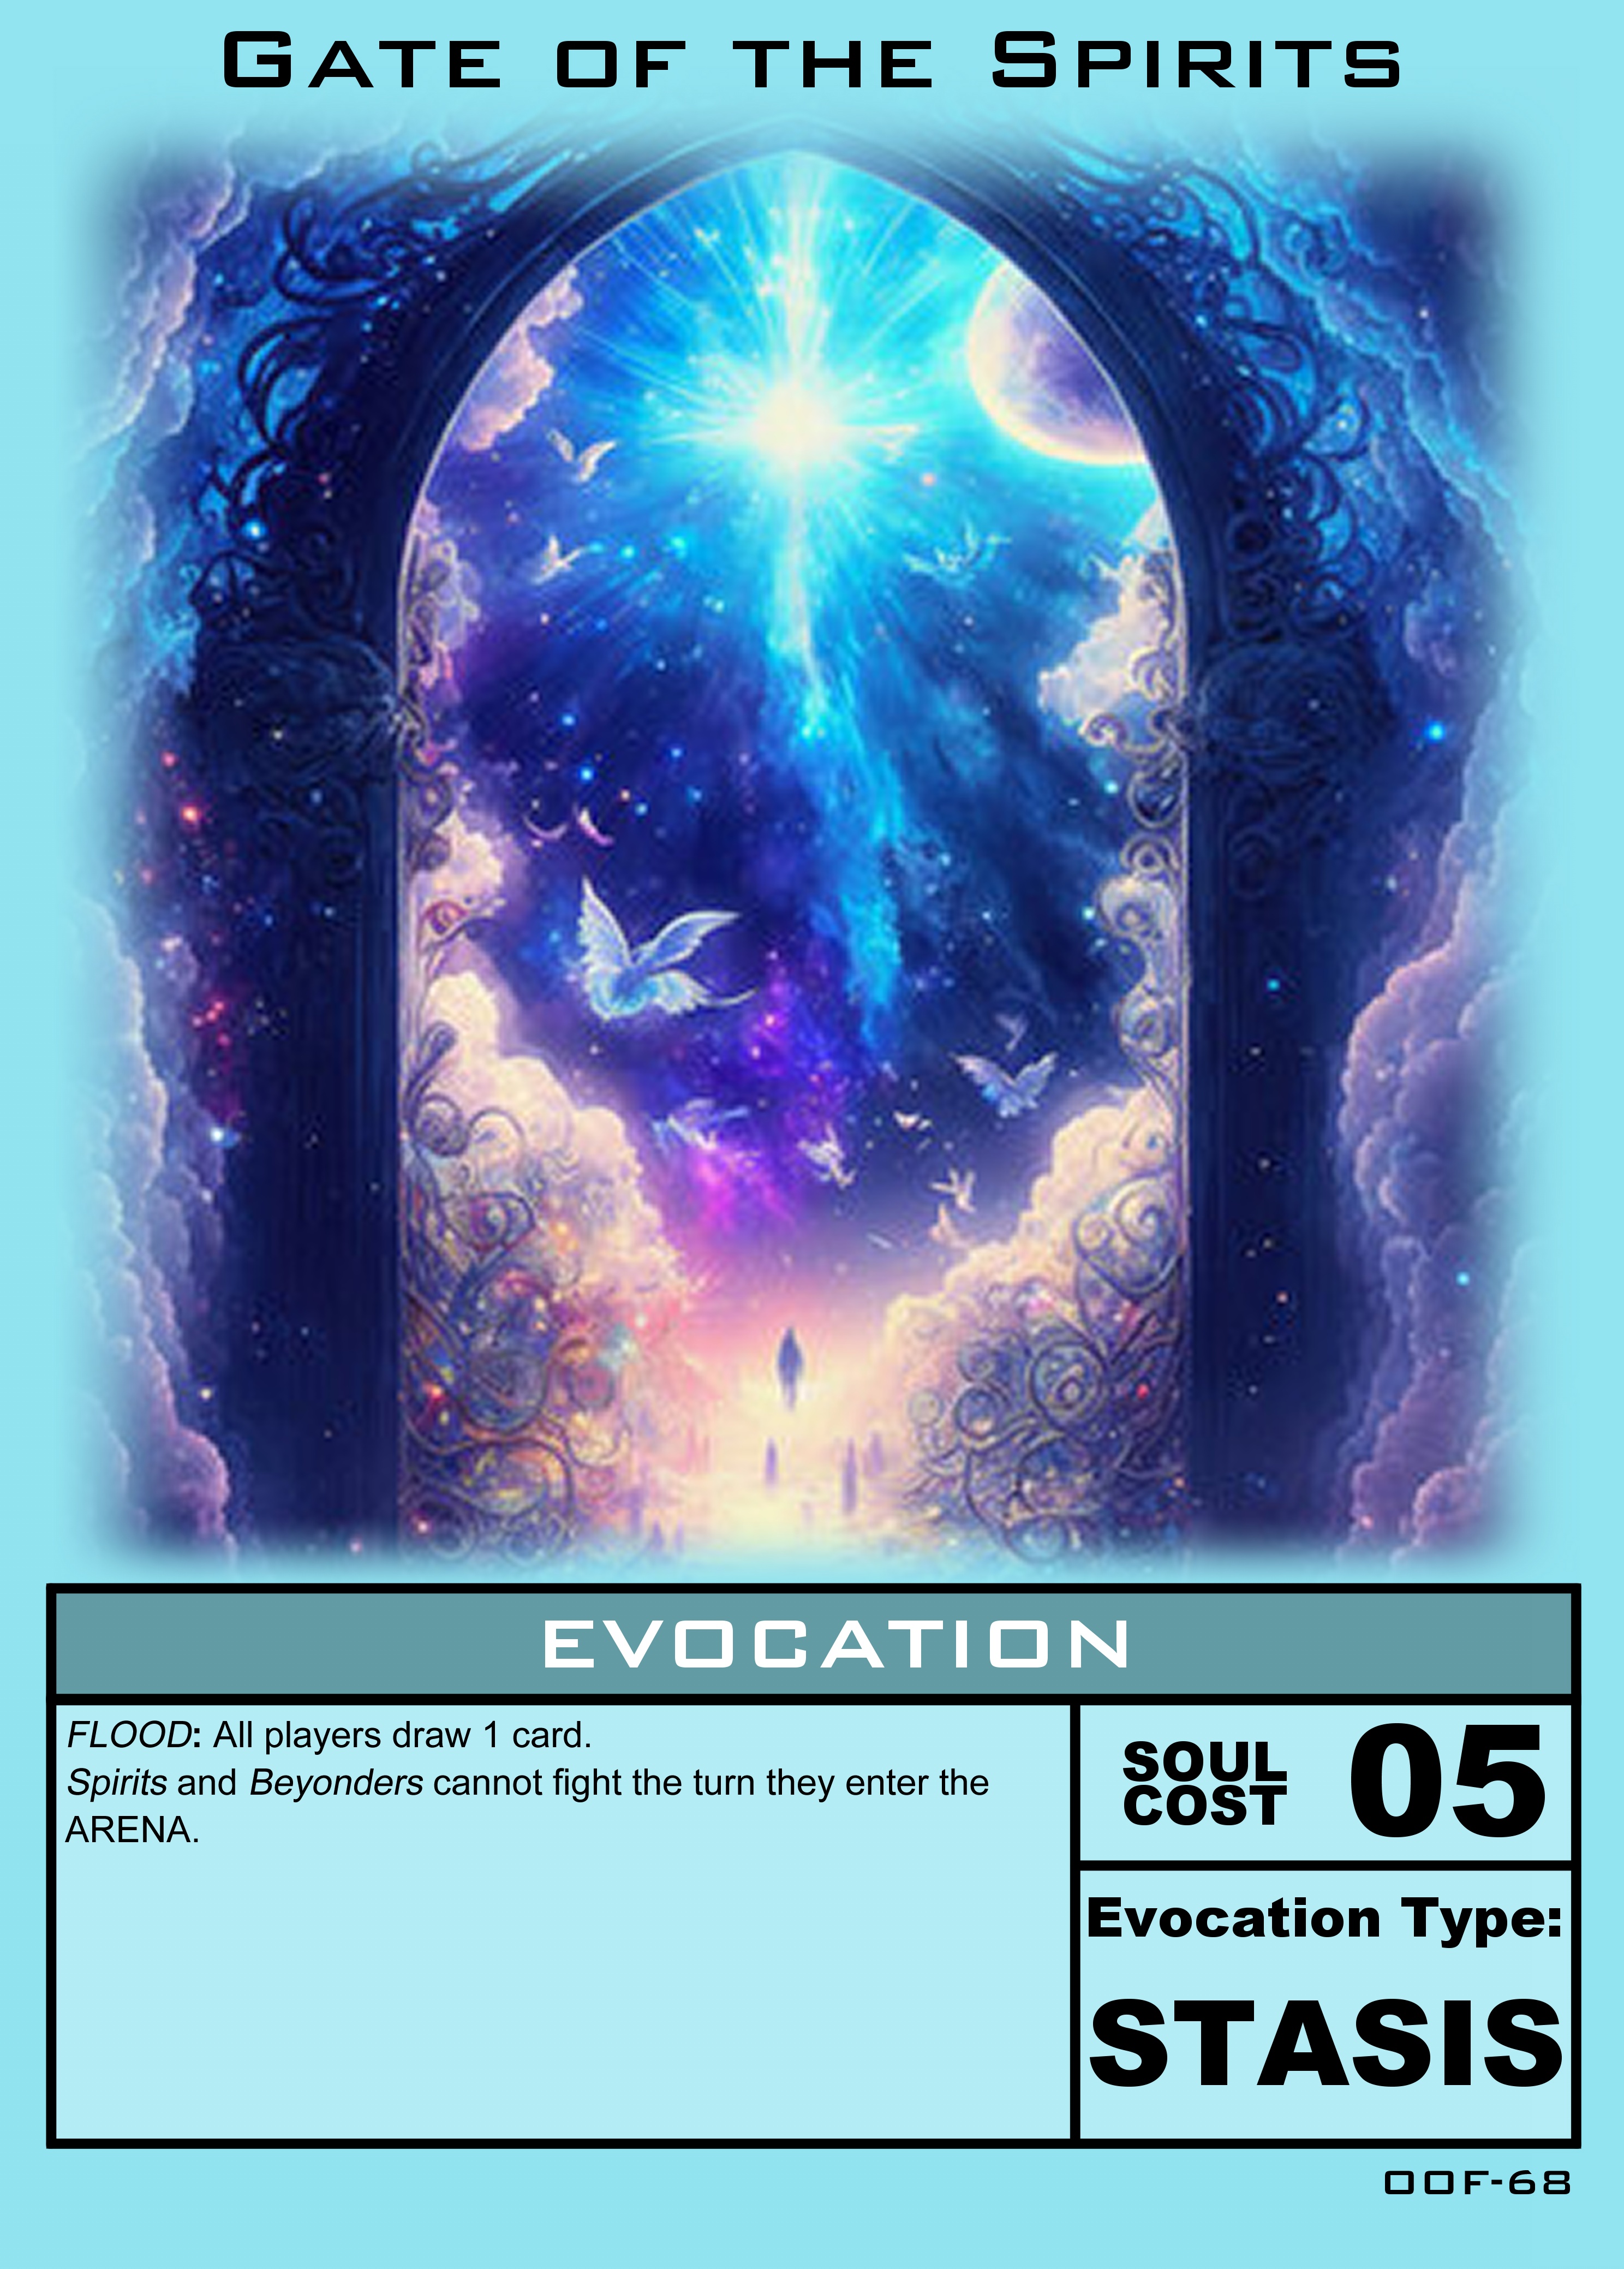 Gate of the Spirits
EVOCATION
FLOOD: All players draw 1 card.
Spirits and Beyonders cannot fight the turn they enter the
ARENA.
SOUL
COST
05
Evocation Type:
STASIS
OOF-68